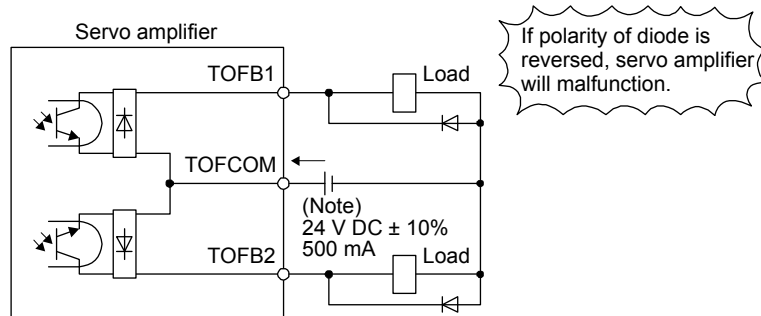 Servo amplifier
If polarity of diode is
reversed, servo amplifier
will malfunction.
TOFB1
Load
TOFCOM
(Note)
24 V DC ± 10%
500 mA
TOFB2
Load